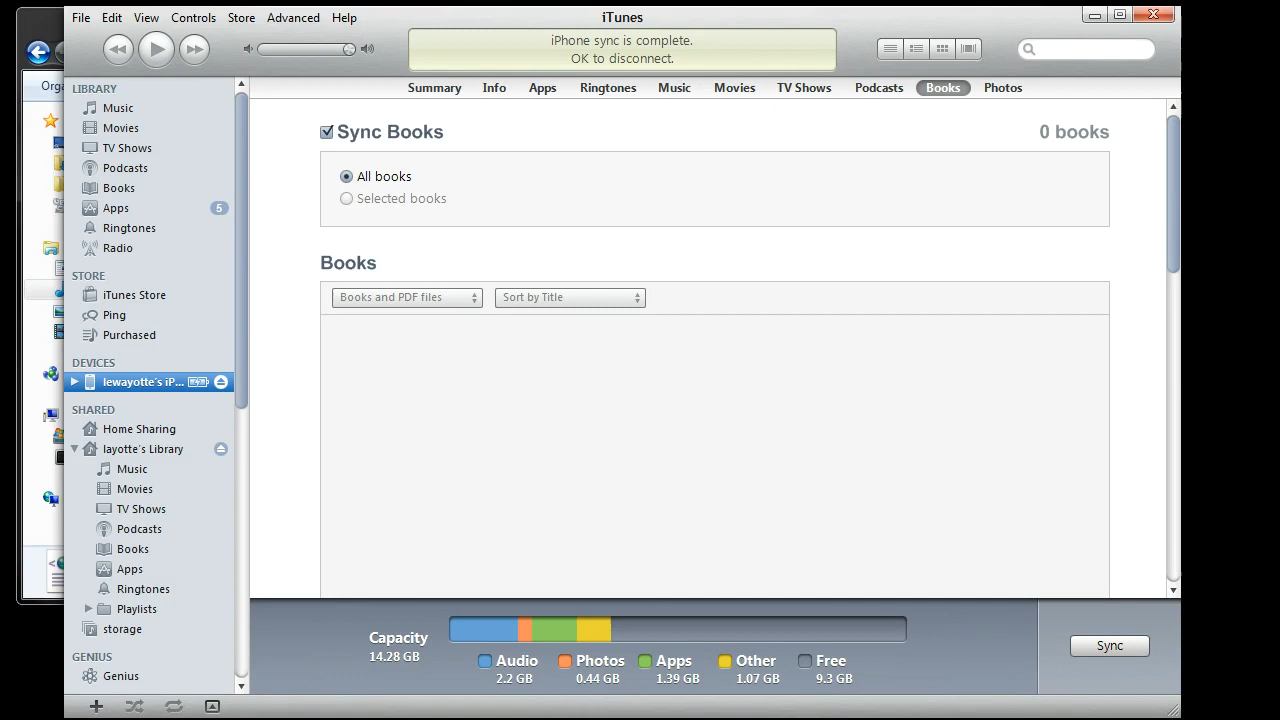 File Edit View Controls Store Advanced Help
iTunes
iPhone sync is complete.
OK to disconnect.
Orga
LIBRARY
Music
Movies
TV Shows
Podcasts
Books
Apps 5
Ringtones
Radio
STORE
iTunes Store
Ping
Purchased
DEVICES
lewayotte's iP...
SHARED
Home Sharing
layotte's Library
Music
Movies
TV Shows
Podcasts
Books
Apps
Ringtones
Playlists
storage
GENIUS
Genius
Summary Info Apps Ringtones Music Movies TV Shows Podcasts Books Photos
Sync Books 0 books
All books
Selected books
Books
Books and PDF files Sort by Title
Capacity
14.28 GB
Audio Photos Apps Other Free
2.2 GB 0.44 GB 1.39 GB 1.07 GB 9.3 GB
Sync